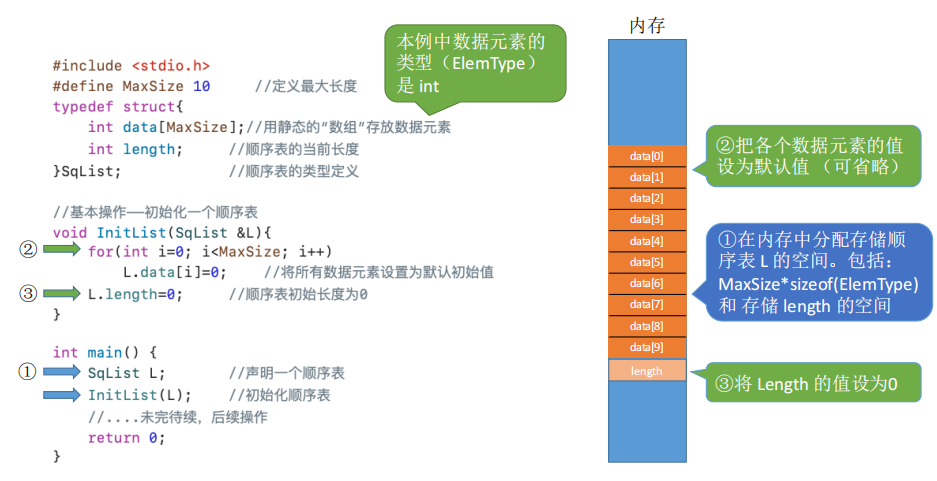 本例中数据元素的
类型（ElemType）
是 int
#include <stdio.h>
#define MaxSize 10 //定义最大长度
typedef struct{
int data[MaxSize];//用静态的“数组”存放数据元素
int length; //顺序表的当前长度
}SqList; //顺序表的类型定义
//基本操作——初始化一个顺序表
void InitList(SqList &L){
② for(int i=0; i<MaxSize; i++)
L.data[i]=0; //将所有数据元素设置为默认初始值
③ L.length=0; //顺序表初始长度为0
}
int main() {
① SqList L; //声明一个顺序表
InitList(L); //初始化顺序表
//....未完待续，后续操作
return 0;
}
内存
data[0]
data[1]
data[2]
data[3]
data[4]
data[5]
data[6]
data[7]
data[8]
data[9]
length
②把各个数据元素的值
设为默认值 （可省略）
①在内存中分配存储顺
序表 L 的空间。包括：
MaxSize*sizeof(ElemType)
和 存储 length 的空间
③将 Length 的值设为0